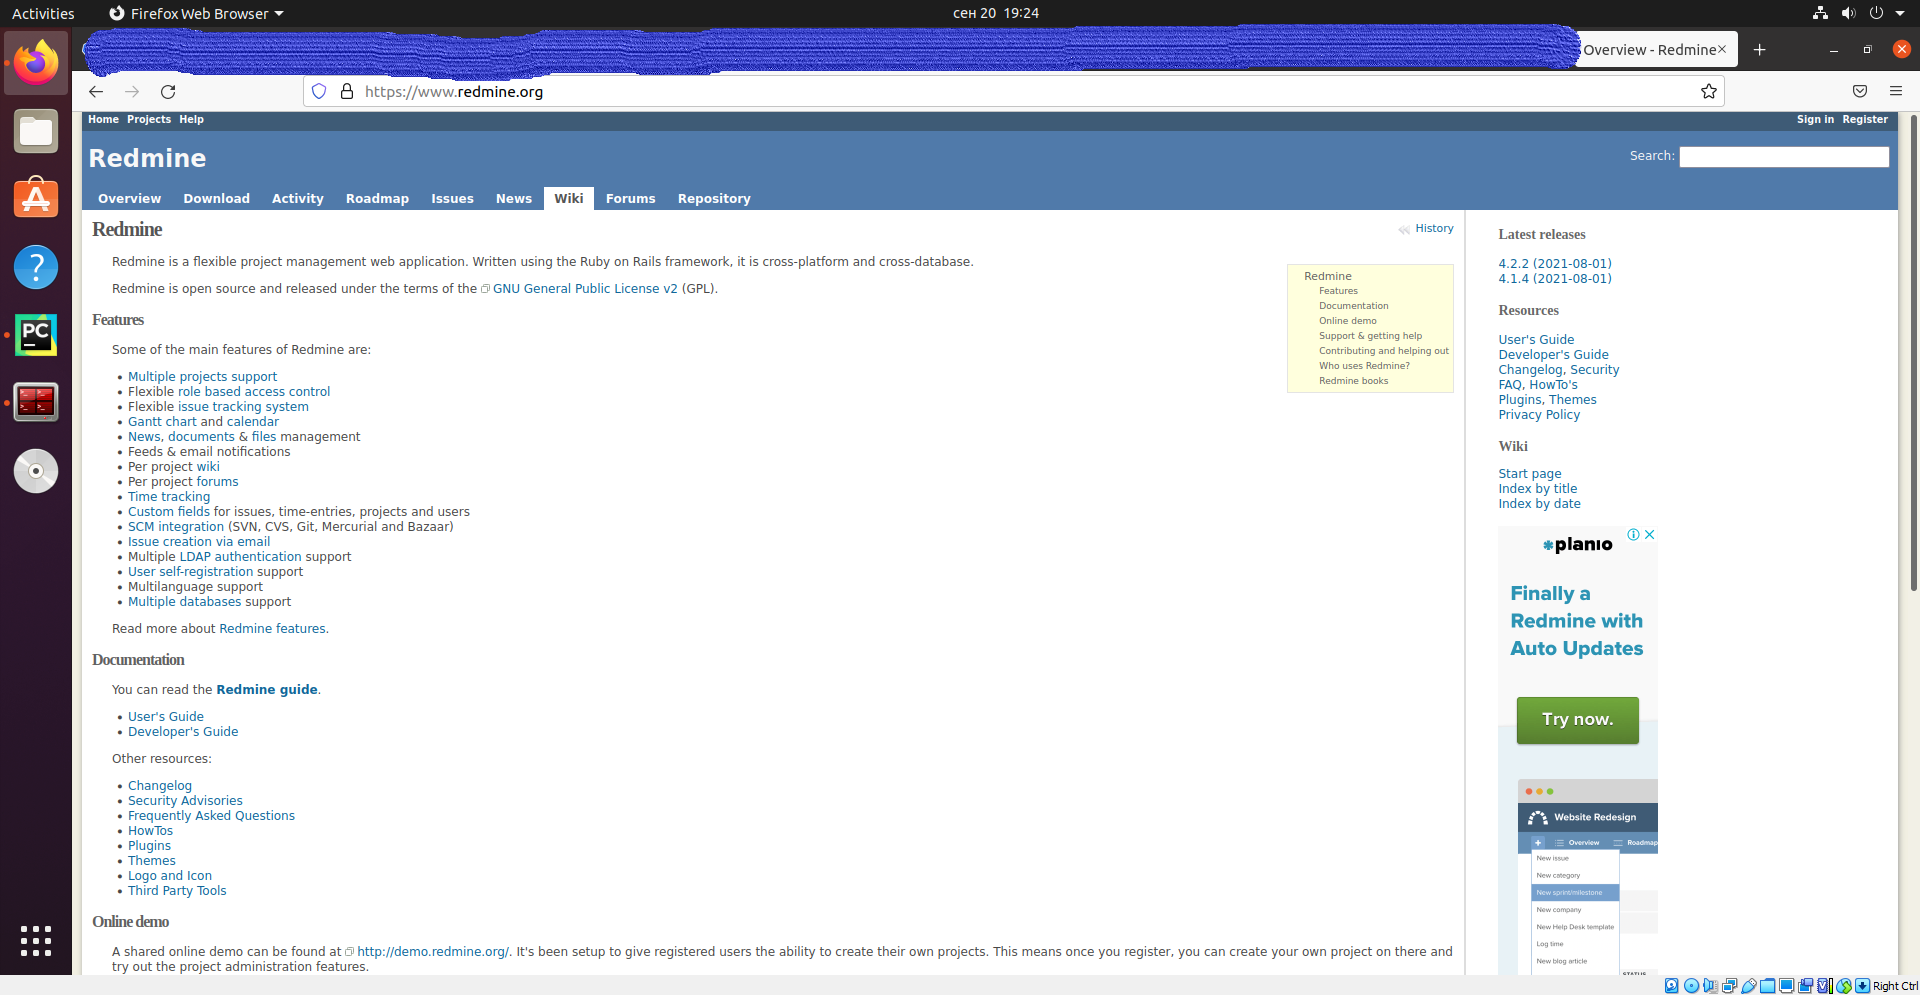 Activities Firefox Web Browser сен 20 19:24
Overview - Redmine
https://www.redmine.org
Home Projects Help Sign in Register
Redmine Search:
Overview Download Activity Roadmap Issues News Wiki Forums Repository
Redmine
History
Redmine is a flexible project management web application. Written using the Ruby on Rails framework, it is cross-platform and cross-database.
Redmine is open source and released under the terms of the GNU General Public License v2 (GPL).
Redmine
Features
Documentation
Online demo
Support & getting help
Contributing and helping out
Who uses Redmine?
Redmine books
Features
Some of the main features of Redmine are:
Multiple projects support
Flexible role based access control
Flexible issue tracking system
Gantt chart and calendar
News, documents & files management
Feeds & email notifications
Per project wiki
Per project forums
Time tracking
Custom fields for issues, time-entries, projects and users
SCM integration (SVN, CVS, Git, Mercurial and Bazaar)
Issue creation via email
Multiple LDAP authentication support
User self-registration support
Multilanguage support
Multiple databases support
Read more about Redmine features.
Documentation
You can read the Redmine guide.
User's Guide
Developer's Guide
Other resources:
Changelog
Security Advisories
Frequently Asked Questions
HowTos
Plugins
Themes
Logo and Icon
Third Party Tools
Online demo
A shared online demo can be found at http://demo.redmine.org/. It's been setup to give registered users the ability to create their own projects. This means once you register, you can create your own project on there and
try out the project administration features.
Latest releases
4.2.2 (2021-08-01)
4.1.4 (2021-08-01)
Resources
User's Guide
Developer's Guide
Changelog, Security
FAQ, HowTo's
Plugins, Themes
Privacy Policy
Wiki
Start page
Index by title
Index by date
planio
Finally a
Redmine with
Auto Updates
Try now.
Website Redesign
Overview Roadmap
New issue
New category
New sprint/milestone
New company
New Help Desk template
Log time
New blog article
STATUS
PC
Right Ctrl